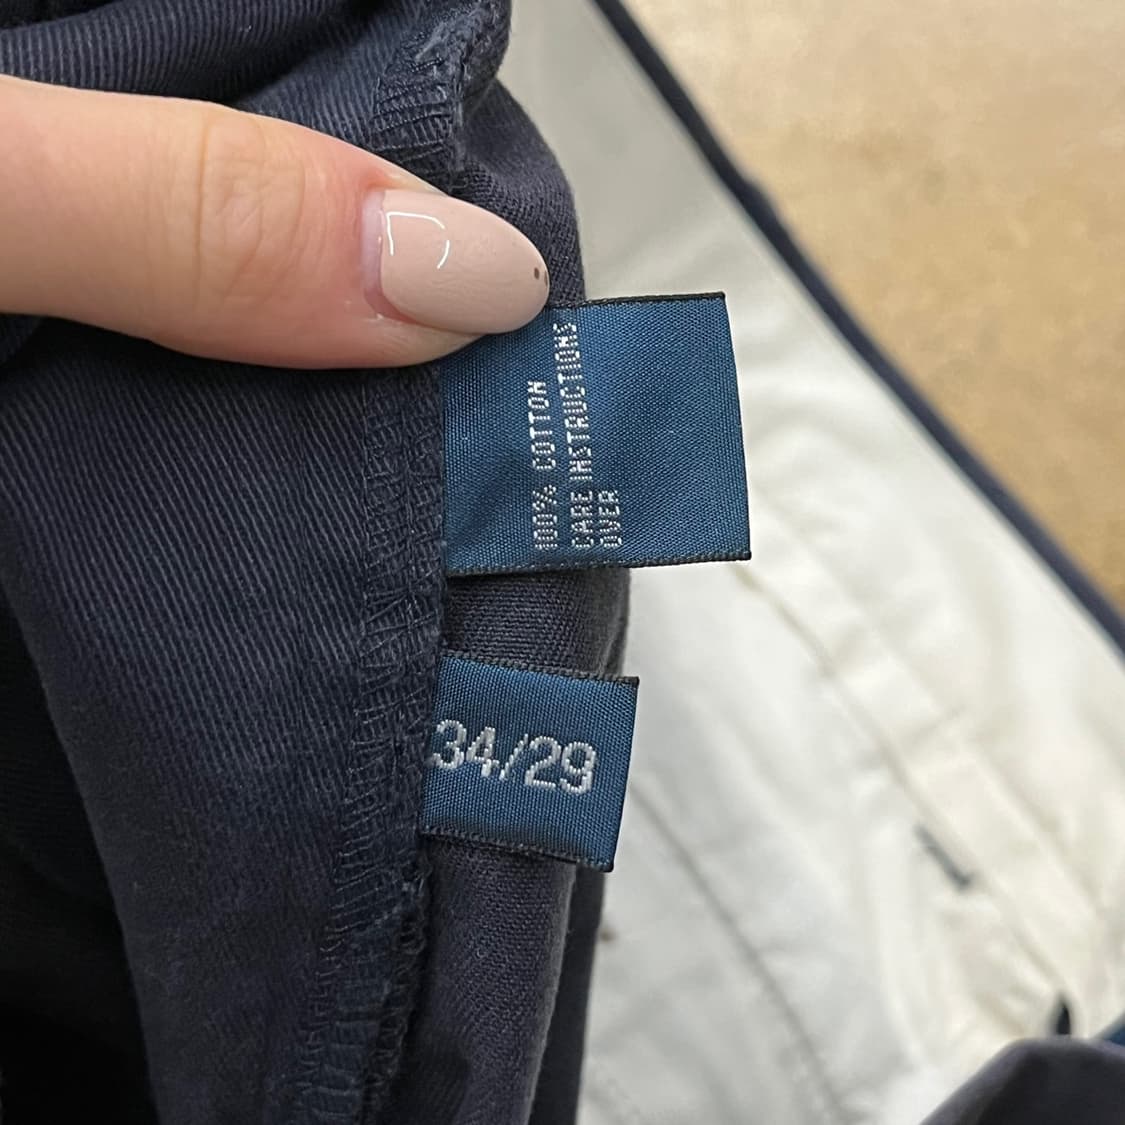 100% COTTON
CARE INSTRUCTIONS
OVER
34/29